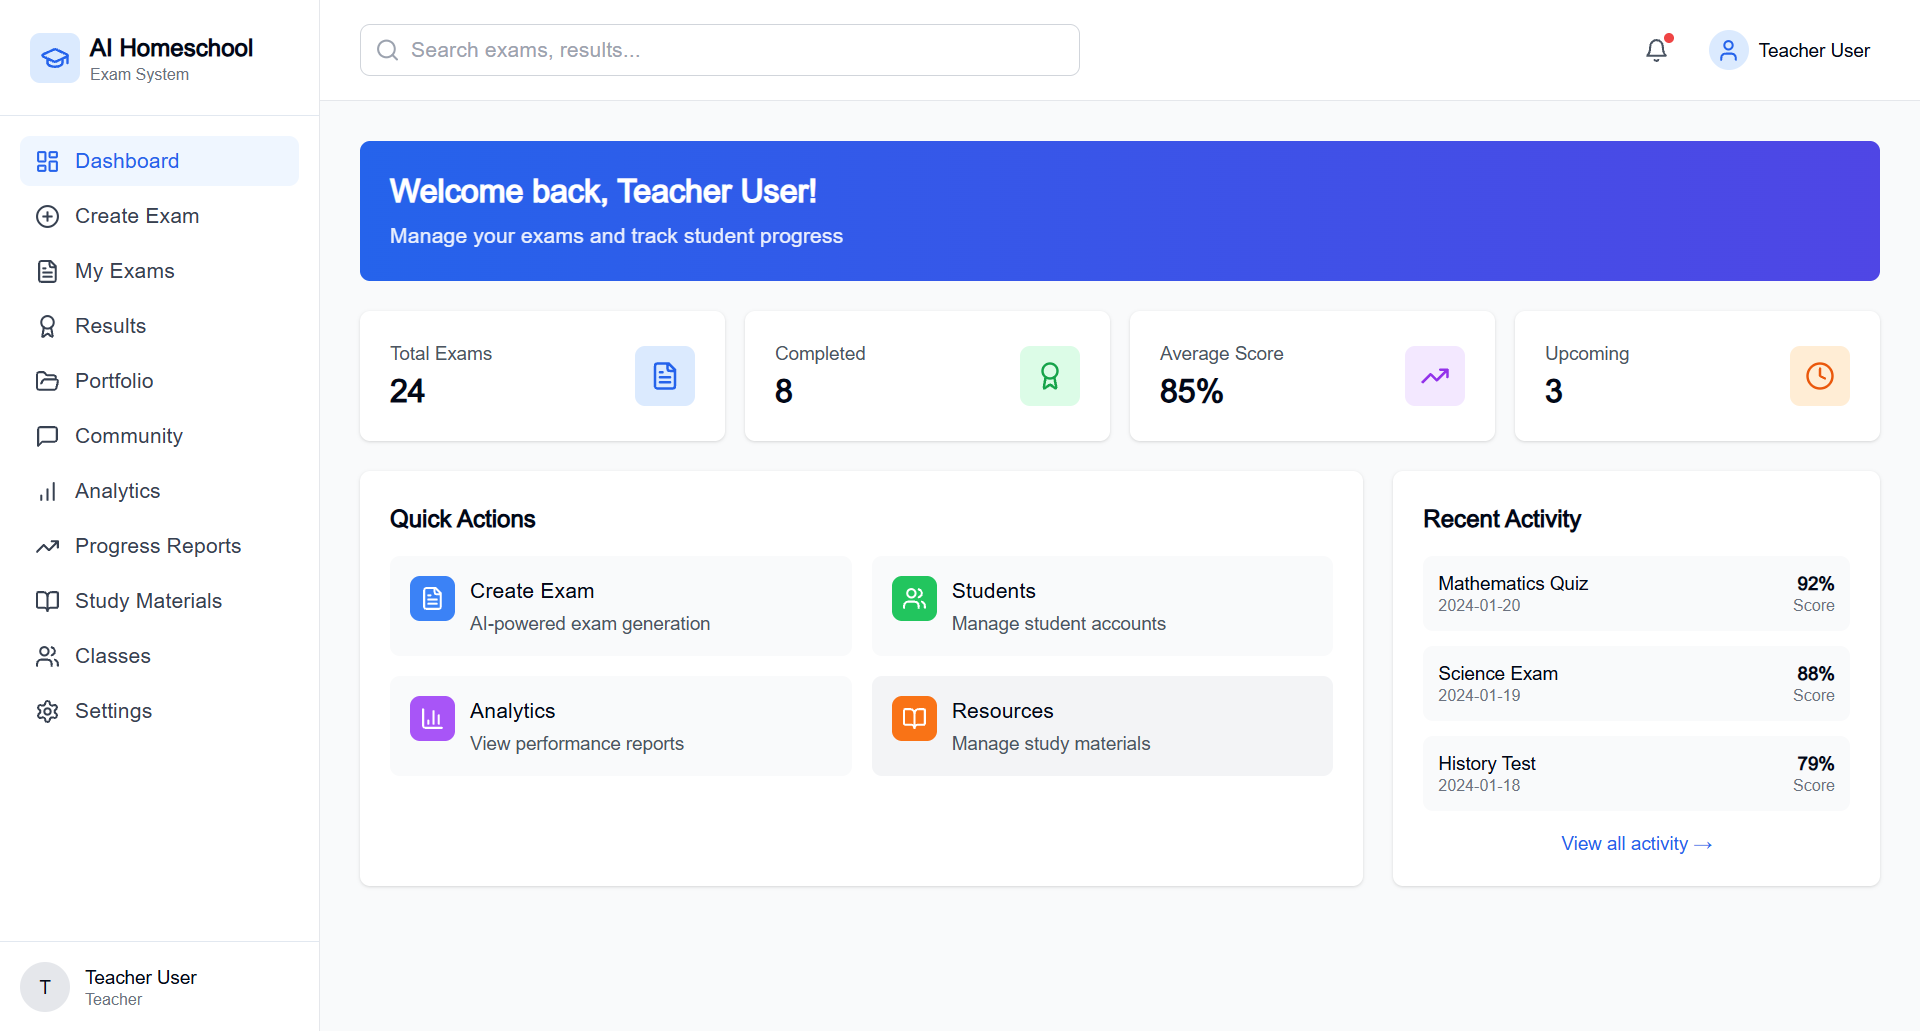 AI Homeschool
Exam System
Dashboard
Create Exam
My Exams
Results
Portfolio
Community
Analytics
Progress Reports
Study Materials
Classes
Settings
T
Teacher User
Teacher
Search exams, results...
Teacher User
Welcome back, Teacher User!
Manage your exams and track student progress
Total Exams
24
Completed
8
Average Score
85%
Upcoming
3
Quick Actions
Create Exam
AI-powered exam generation
Students
Manage student accounts
Analytics
View performance reports
Resources
Manage study materials
Recent Activity
Mathematics Quiz
2024-01-20
92%
Score
Science Exam
2024-01-19
88%
Score
History Test
2024-01-18
79%
Score
View all activity →